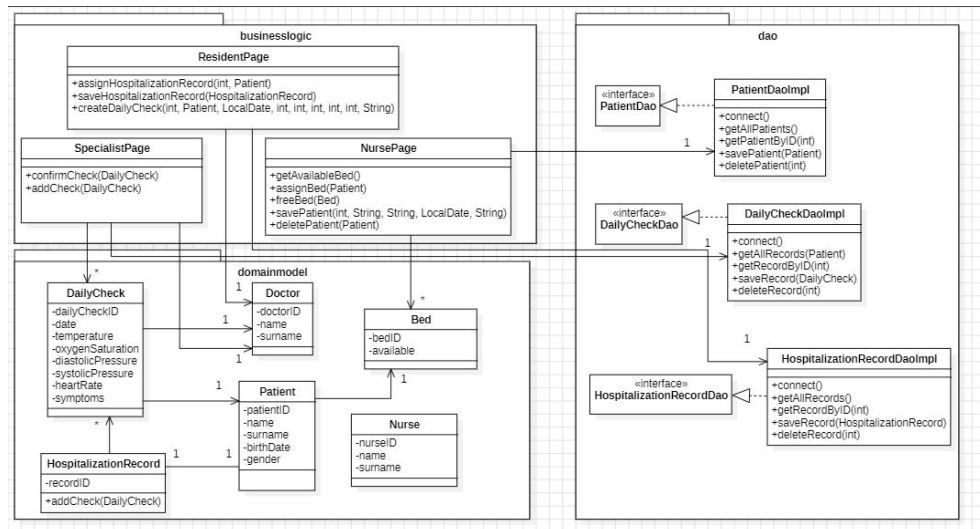 businesslogic
ResidentPage
+assignHospitalizationRecord(int, Patient)
+saveHospitalizationRecord(HospitalizationRecord)
+createDailyCheck(int, Patient, LocalDate, int, int, int, int, int, String)
SpecialistPage
+confirmCheck(DailyCheck)
+addCheck(DailyCheck)
NursePage
+getAvailableBed()
+assignBed(Patient)
+freeBed(Bed)
+savePatient(int, String, String, LocalDate, String)
+deletePatient(Patient)
domainmodel
*
DailyCheck
-dailyCheckID
-date
-temperature
-oxygenSaturation
-diastolicPressure
-systolicPressure
-heartRate
-symptoms
1
Doctor
-doctorID
-name
-surname
1
1
*
Bed
-bedID
-available
1
1
Patient
-patientID
-name
-surname
-birthDate
-gender
Nurse
-nurseID
-name
-surname
*
HospitalizationRecord
-recordID
+addCheck(DailyCheck)
1
1
dao
«interface»
PatientDao
PatientDaoImpl
+connect()
+getAllPatients()
+getPatientByID(int)
+savePatient(Patient)
+deletePatient(int)
1
«interface»
DailyCheckDao
DailyCheckDaoImpl
+connect()
+getAllRecords(Patient)
+getRecordByID(int)
+saveRecord(DailyCheck)
+deleteRecord(int)
1
1
«interface»
HospitalizationRecordDao
HospitalizationRecordDaoImpl
+connect()
+getAllRecords()
+getRecordByID(int)
+saveRecord(HospitalizationRecord)
+deleteRecord(int)